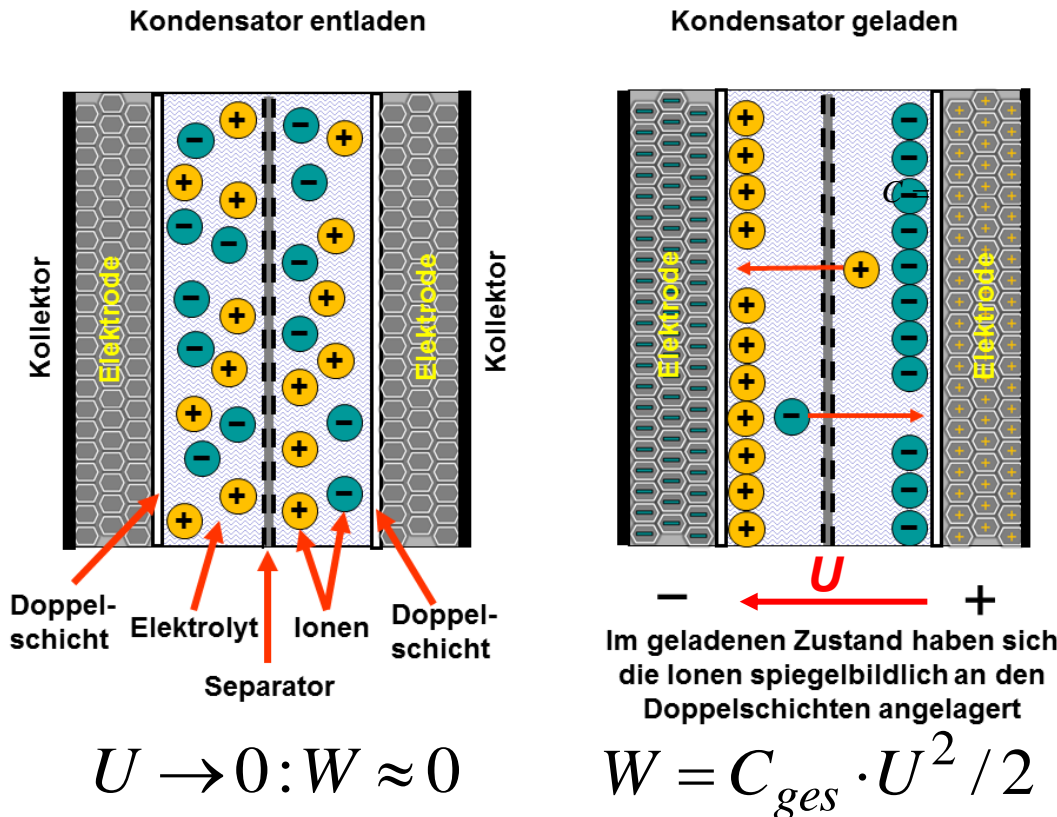 Kondensator entladen
Kondensator geladen
Kollektor
Elektrode
Elektrode
Kollektor
Elektrode
Elektrode
C=
Doppel-
schicht
Elektrolyt
Ionen
Doppel-
schicht
Separator
U
− +
Im geladenen Zustand haben sich
die Ionen spiegelbildlich an den
Doppelschichten angelagert
U → 0 : W ≈ 0
W = C_ges · U² / 2